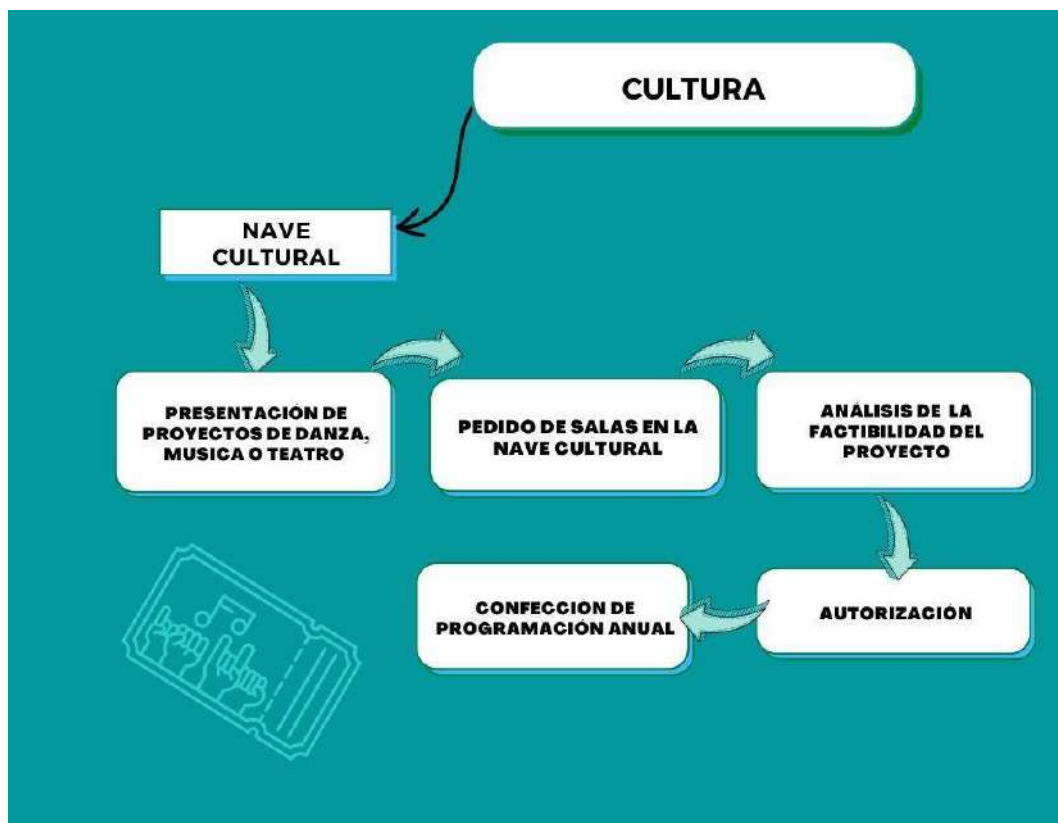 CULTURA
NAVE
CULTURAL
PRESENTACIÓN DE
PROYECTOS DE DANZA,
MUSICA O TEATRO
PEDIDO DE SALAS EN LA
NAVE CULTURAL
ANÁLISIS DE LA
FACTIBILIDAD DEL
PROYECTO
AUTORIZACIÓN
CONFECCION DE
PROGRAMACIÓN ANUAL